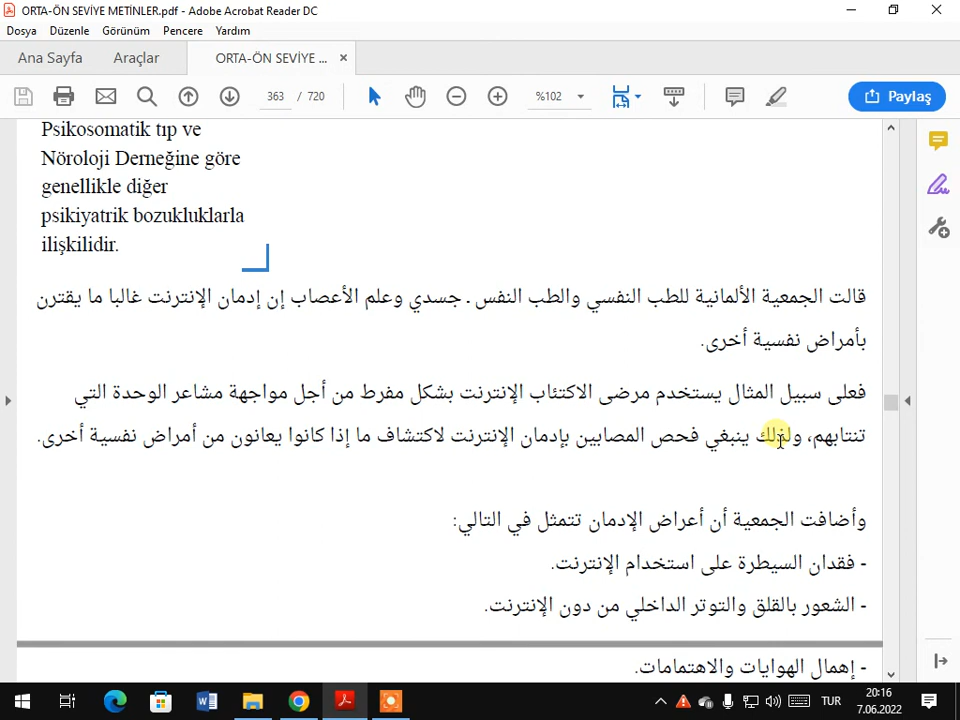 ORTA-ÖN SEVİYE METİNLER.pdf - Adobe Acrobat Reader DC
Dosya Düzenle Görünüm Pencere Yardım
Ana Sayfa Araçlar ORTA-ÖN SEVİYE ...
363 / 720 %102 Paylaş
Psikosomatik tıp ve
Nöroloji Derneğine göre
genellikle diğer
psikiyatrik bozukluklarla
ilişkilidir.
قالت الجمعية الألمانية للطب النفسي والطب النفس ـ جسدي وعلم الأعصاب إن إدمان الإنترنت غالبا ما يقترن
بأمراض نفسية أخرى.
فعلى سبيل المثال يستخدم مرضى الاكتئاب الإنترنت بشكل مفرط من أجل مواجهة مشاعر الوحدة التي
تنتابهم، ولذلك ينبغي فحص المصابين بإدمان الإنترنت لاكتشاف ما إذا كانوا يعانون من أمراض نفسية أخرى.
وأضافت الجمعية أن أعراض الإدمان تتمثل في التالي:
- فقدان السيطرة على استخدام الإنترنت.
- الشعور بالقلق والتوتر الداخلي من دون الإنترنت.
- إهمال الهوايات والاهتمامات.
TUR
20:16
7.06.2022